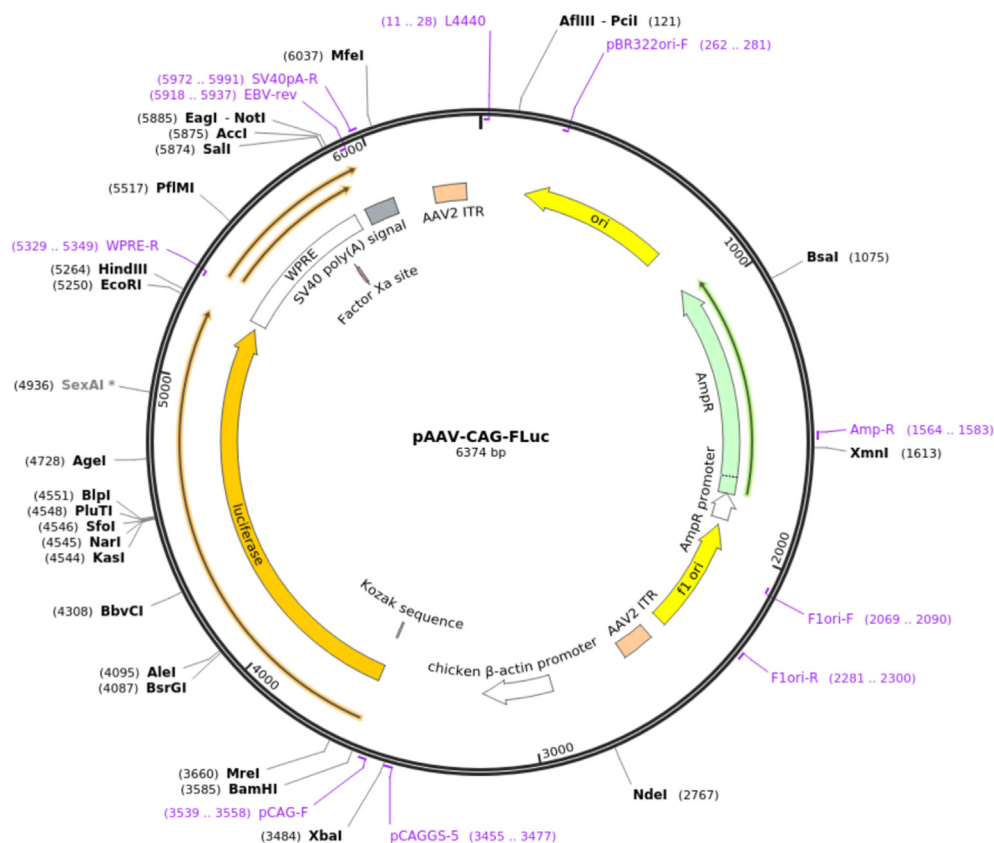 (11 .. 28) L4440
AflIII - PciI (121)
pBR322ori-F (262 .. 281)
(6037) MfeI
(5972 .. 5991) SV40pA-R
(5918 .. 5937) EBV-rev
(5885) EagI - NotI
(5875) AccI
(5874) SalI
6000
(5517) PflMI
AAV2 ITR
ori
WPRE
SV40 poly(A) signal
Factor Xa site
1000
BsaI (1075)
(5329 .. 5349) WPRE-R
(5264) HindIII
(5250) EcoRI
(4936) SexAI *
5000
AmpR
pAAV-CAG-FLuc
6374 bp
Amp-R (1564 .. 1583)
XmnI (1613)
(4728) AgeI
(4551) BlpI
(4548) PluTI
(4546) SfoI
(4545) NarI
(4544) KasI
luciferase
AmpR promoter
2000
f1 ori
(4308) BbvCI
Kozak sequence
AAV2 ITR
F1ori-F (2069 .. 2090)
chicken β-actin promoter
(4095) AleI
(4087) BsrGI
4000
F1ori-R (2281 .. 2300)
3000
(3660) MreI
(3585) BamHI
(3539 .. 3558) pCAG-F
(3484) XbaI
pCAGGS-5 (3455 .. 3477)
NdeI (2767)